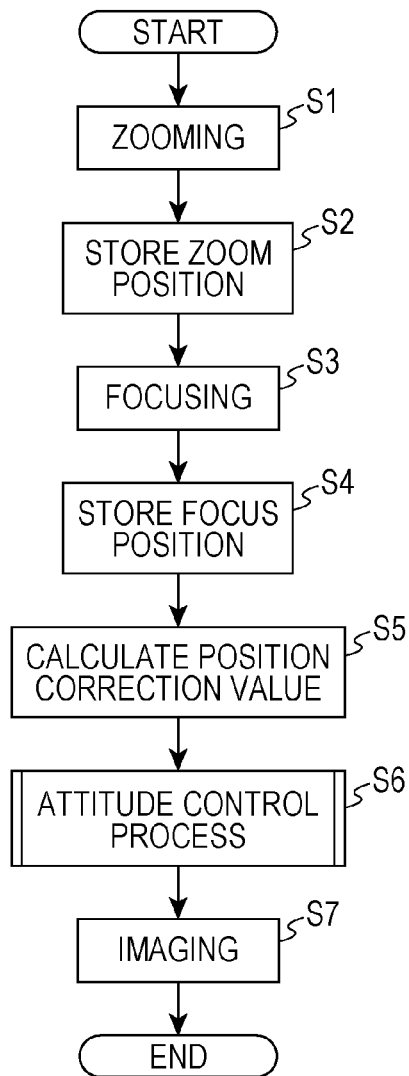 START
S1
ZOOMING
S2
STORE ZOOM
POSITION
S3
FOCUSING
S4
STORE FOCUS
POSITION
S5
CALCULATE POSITION
CORRECTION VALUE
S6
ATTITUDE CONTROL
PROCESS
S7
IMAGING
END